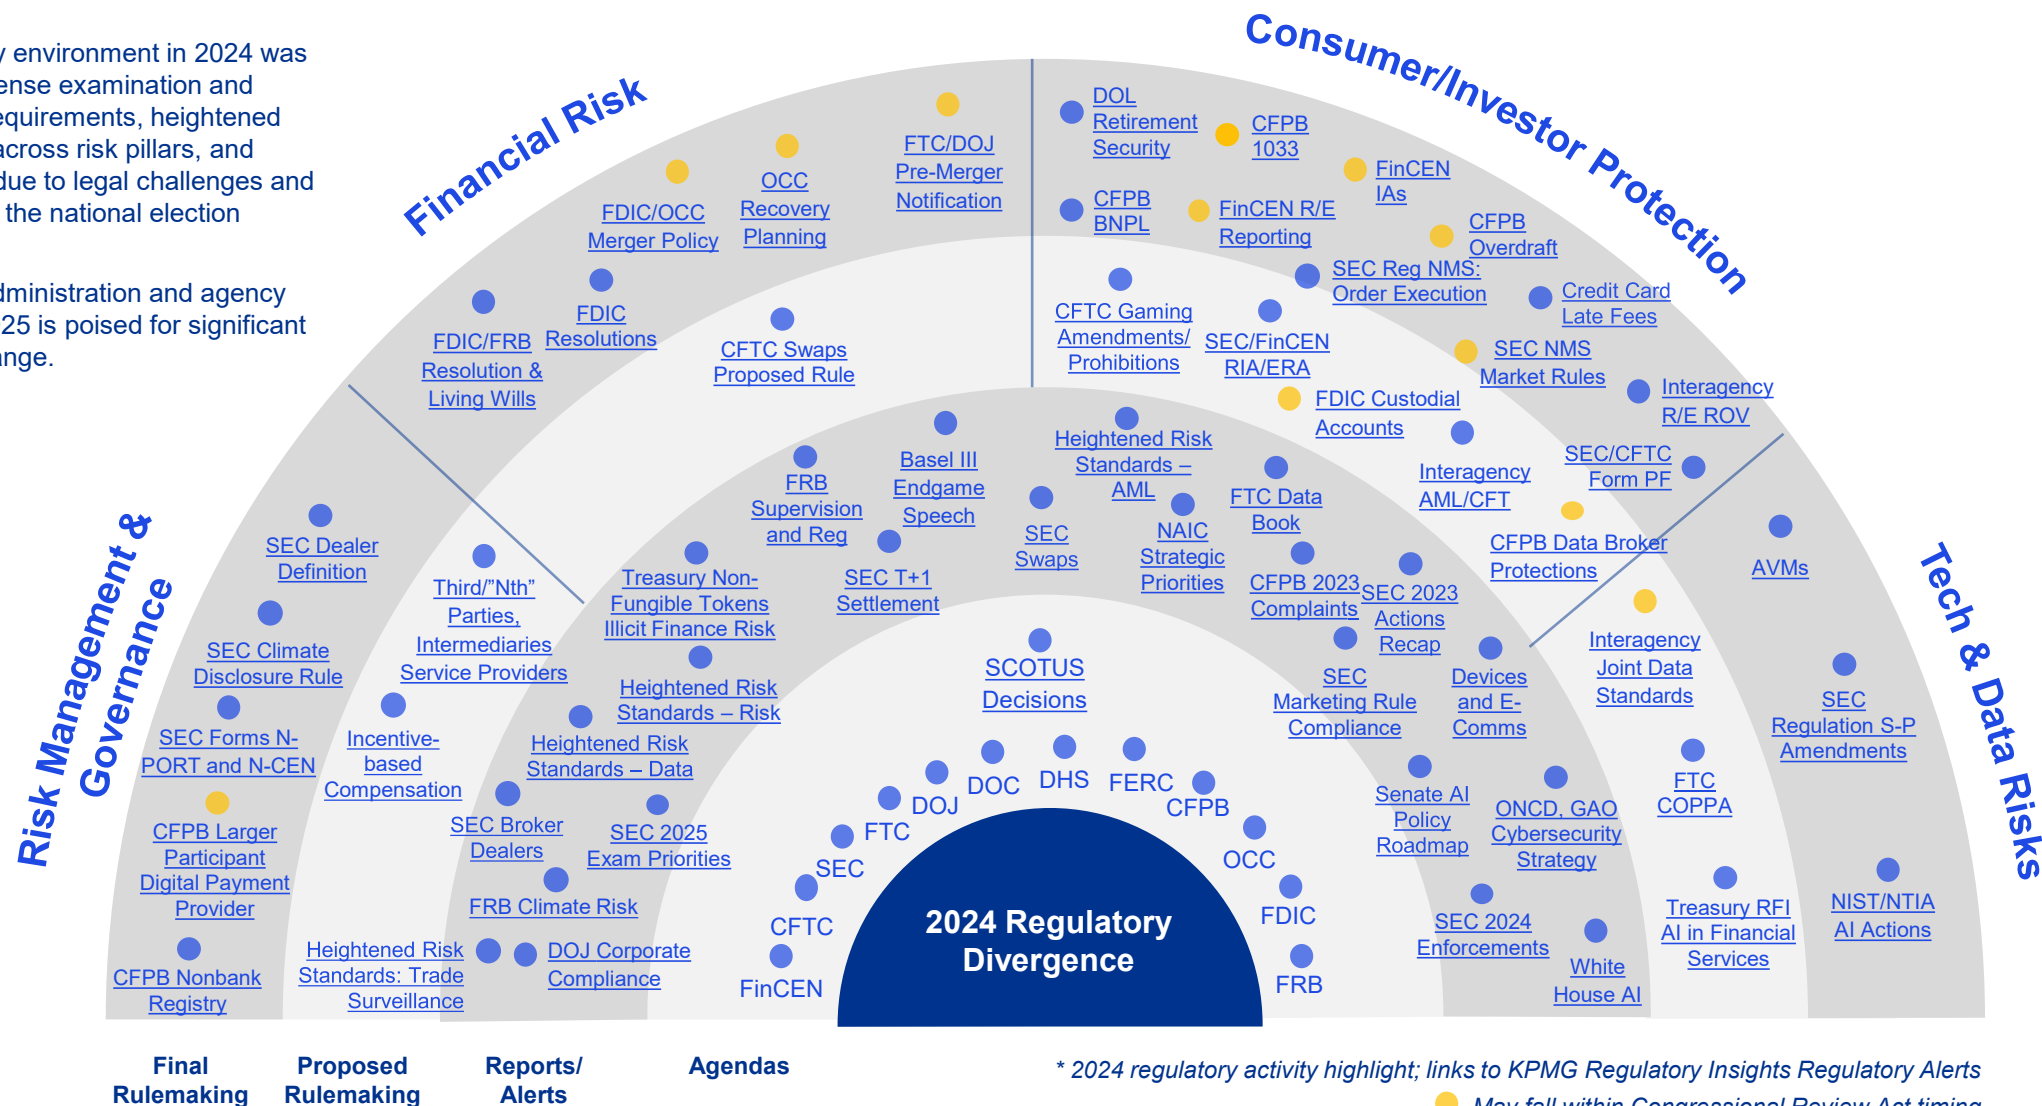 y environment in 2024 was
ense examination and
equirements, heightened
across risk pillars, and
due to legal challenges and
the national election
dministration and agency
25 is poised for significant
ange.
Financial Risk
Consumer/Investor Protection
Risk Management &
Governance
Tech & Data Risks
FTC/DOJ
Pre-Merger
Notification
OCC
Recovery
Planning
FDIC/OCC
Merger Policy
FDIC
Resolutions
FDIC/FRB
Resolution &
Living Wills
CFTC Swaps
Proposed Rule
DOL
Retirement
Security
CFPB
1033
FinCEN
IAs
CFPB
BNPL
FinCEN R/E
Reporting
CFPB
Overdraft
SEC Reg NMS:
Order Execution
Credit Card
Late Fees
SEC NMS
Market Rules
Interagency
R/E ROV
SEC/CFTC
Form PF
CFTC Gaming
Amendments/
Prohibitions
SEC/FinCEN
RIA/ERA
FDIC Custodial
Accounts
Interagency
AML/CFT
CFPB Data Broker
Protections
SEC Dealer
Definition
SEC Climate
Disclosure Rule
SEC Forms N-
PORT and N-CEN
CFPB Larger
Participant
Digital Payment
Provider
CFPB Nonbank
Registry
Third/”Nth”
Parties,
Intermediaries
Service Providers
Incentive-
based
Compensation
Heightened Risk
Standards: Trade
Surveillance
FRB
Supervision
and Reg
Basel III
Endgame
Speech
SEC T+1
Settlement
Treasury Non-
Fungible Tokens
Illicit Finance Risk
Heightened Risk
Standards – Risk
Heightened Risk
Standards – Data
SEC Broker
Dealers
SEC 2025
Exam Priorities
FRB Climate Risk
DOJ Corporate
Compliance
Heightened Risk
Standards –
AML
SEC
Swaps
NAIC
Strategic
Priorities
FTC Data
Book
CFPB 2023
Complaints
SEC 2023
Actions
Recap
SEC
Marketing Rule
Compliance
Devices
and E-
Comms
Senate AI
Policy
Roadmap
ONCD, GAO
Cybersecurity
Strategy
SEC 2024
Enforcements
White
House AI
AVMs
Interagency
Joint Data
Standards
SEC
Regulation S-P
Amendments
FTC
COPPA
Treasury RFI
AI in Financial
Services
NIST/NTIA
AI Actions
SCOTUS
Decisions
FinCEN
CFTC
SEC
FTC
DOJ
DOC
DHS
FERC
CFPB
OCC
FDIC
FRB
2024 Regulatory
Divergence
Final
Rulemaking
Proposed
Rulemaking
Reports/
Alerts
Agendas
* 2024 regulatory activity highlight; links to KPMG Regulatory Insights Regulatory Alerts
May fall within Congressional Review Act timing